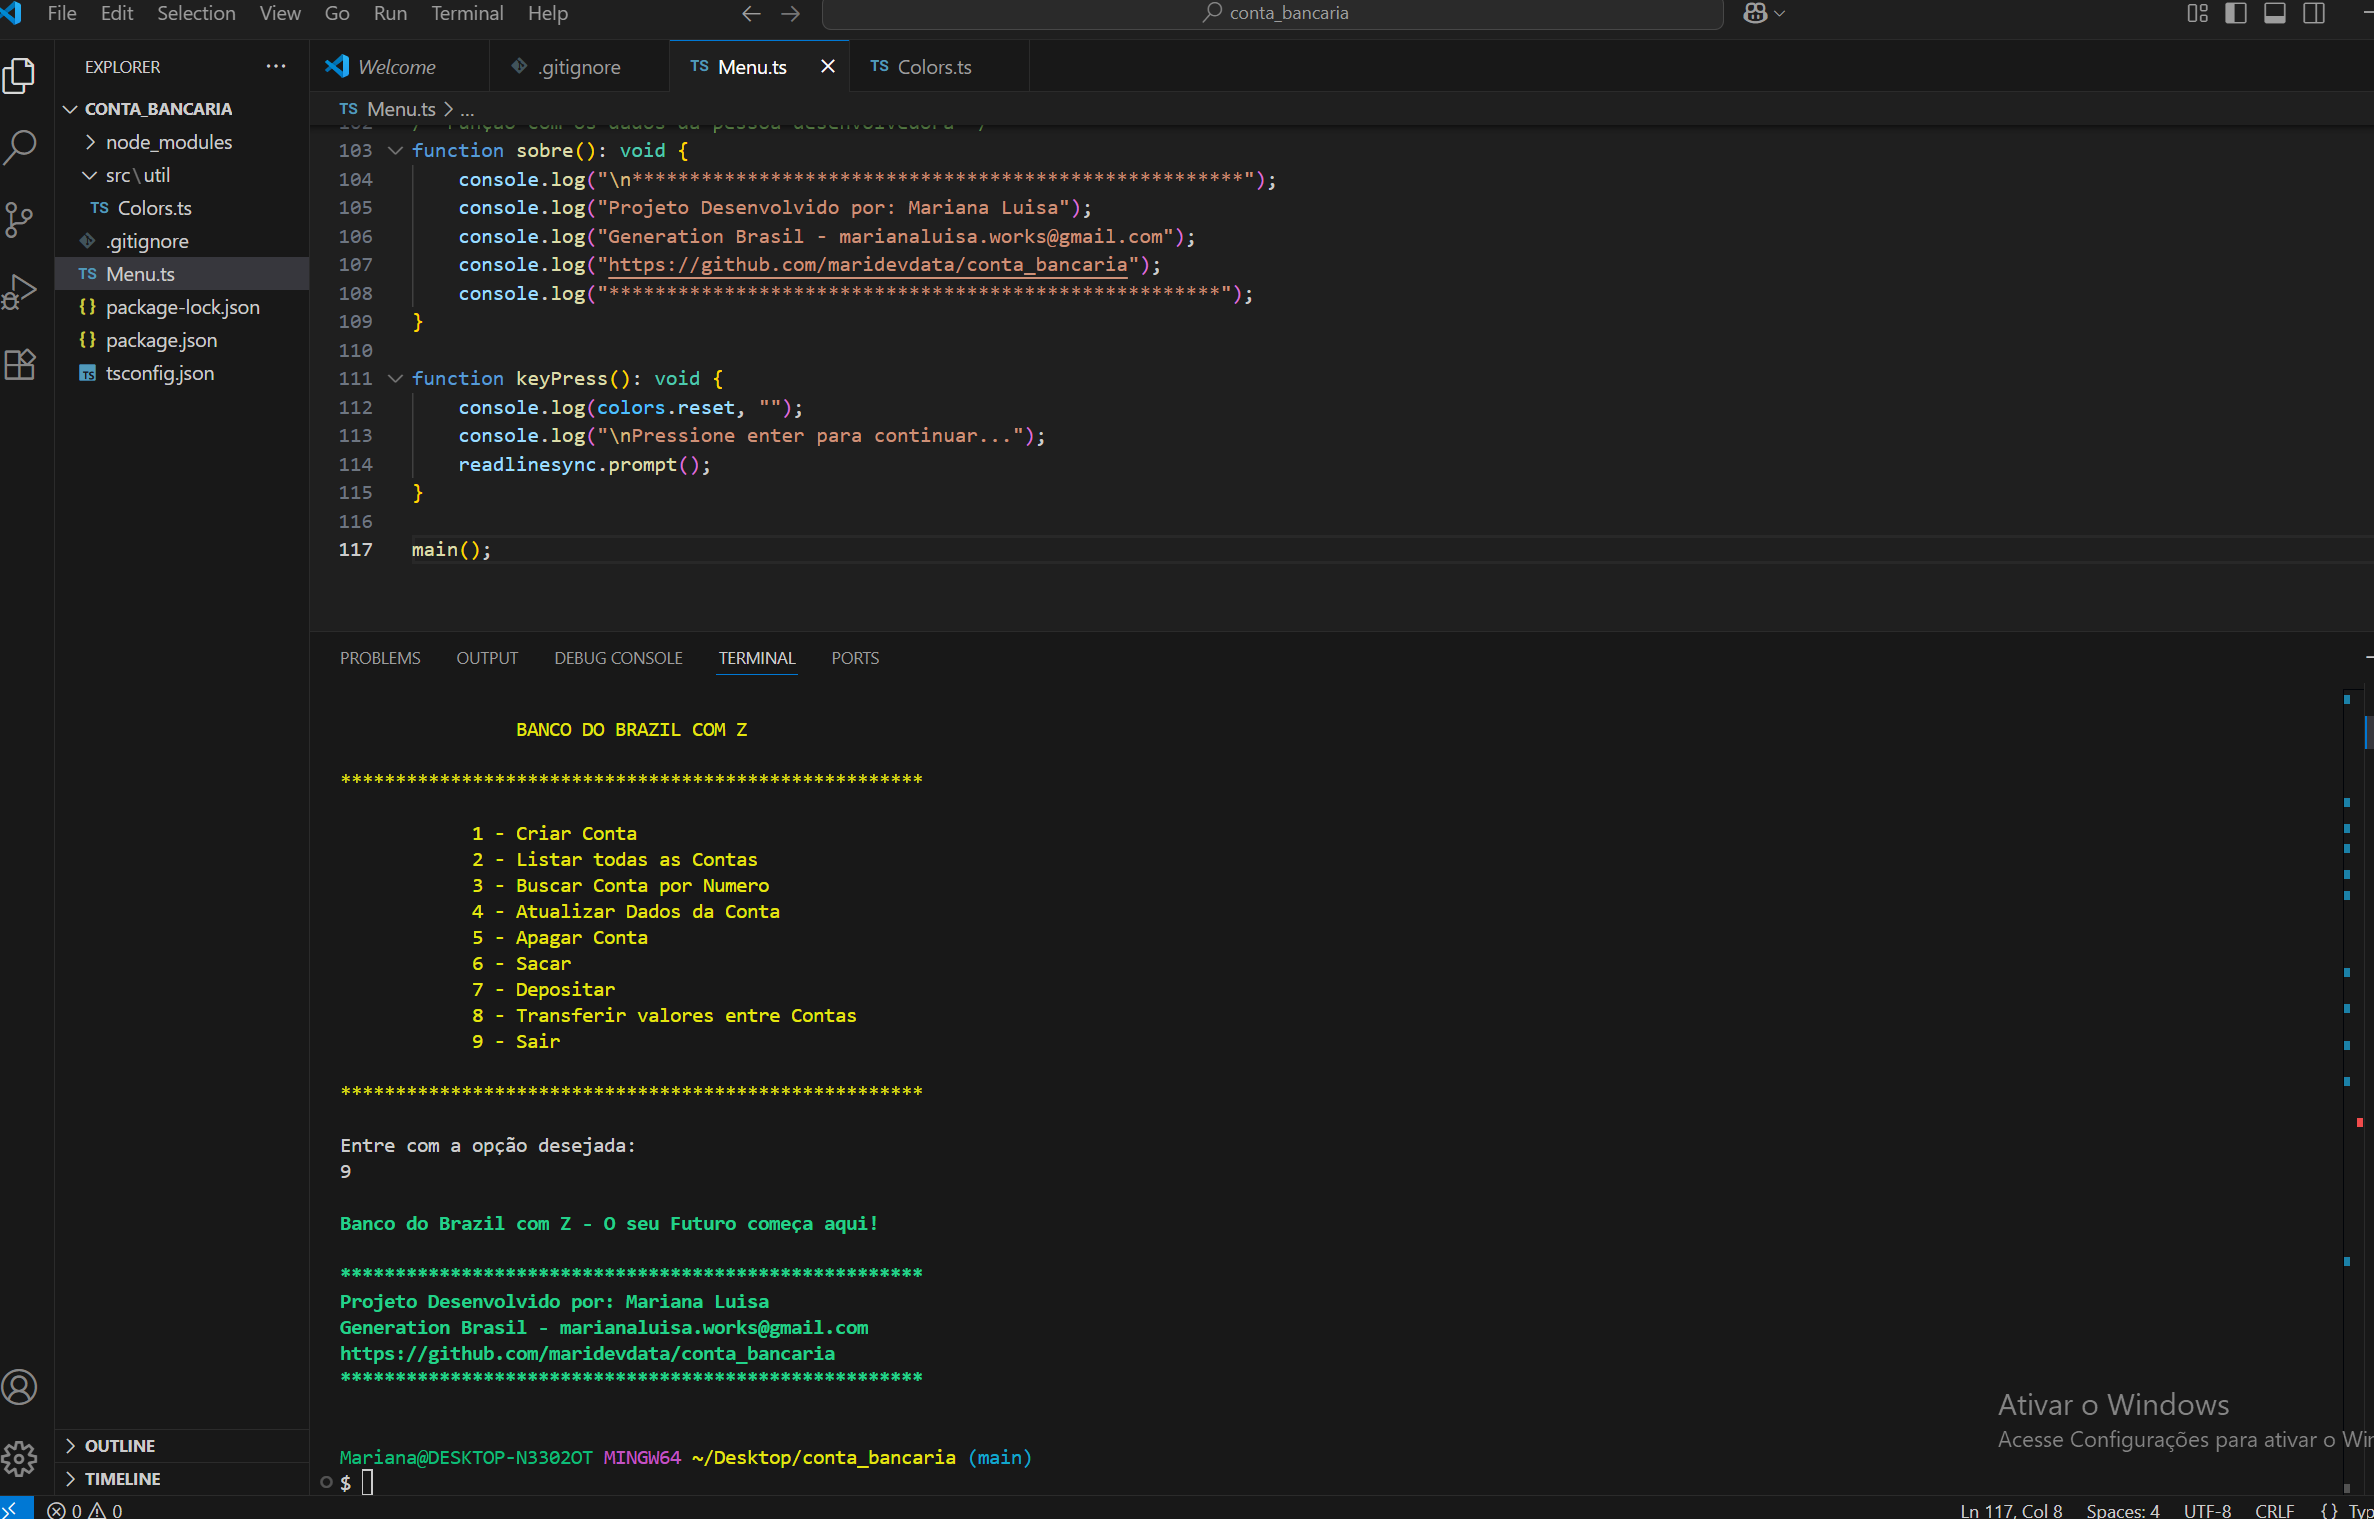 File Edit Selection View Go Run Terminal Help
conta_bancaria
EXPLORER ...
CONTA_BANCARIA
node_modules
src\util
TS Colors.ts
.gitignore
TS Menu.ts
{} package-lock.json
{} package.json
TS tsconfig.json
OUTLINE
TIMELINE
Welcome .gitignore TS Menu.ts TS Colors.ts
TS Menu.ts > ...
102 /* Função com os dados da pessoa desenvolvedora */
103 function sobre(): void {
104 console.log("\n*****************************************************");
105 console.log("Projeto Desenvolvido por: Mariana Luisa");
106 console.log("Generation Brasil - marianaluisa.works@gmail.com");
107 console.log("https://github.com/maridevdata/conta_bancaria");
108 console.log("*****************************************************");
109 }
110
111 function keyPress(): void {
112 console.log(colors.reset, "");
113 console.log("\nPressione enter para continuar...");
114 readlinesync.prompt();
115 }
116
117 main();
PROBLEMS OUTPUT DEBUG CONSOLE TERMINAL PORTS
BANCO DO BRAZIL COM Z
*****************************************************
1 - Criar Conta
2 - Listar todas as Contas
3 - Buscar Conta por Numero
4 - Atualizar Dados da Conta
5 - Apagar Conta
6 - Sacar
7 - Depositar
8 - Transferir valores entre Contas
9 - Sair
*****************************************************
Entre com a opção desejada:
9
Banco do Brazil com Z - O seu Futuro começa aqui!
*****************************************************
Projeto Desenvolvido por: Mariana Luisa
Generation Brasil - marianaluisa.works@gmail.com
https://github.com/maridevdata/conta_bancaria
*****************************************************
Mariana@DESKTOP-N3302OT MINGW64 ~/Desktop/conta_bancaria (main)
$
Ativar o Windows
Acesse Configurações para ativar o Win
0 0 Ln 117, Col 8 Spaces: 4 UTF-8 CRLF {} Typ